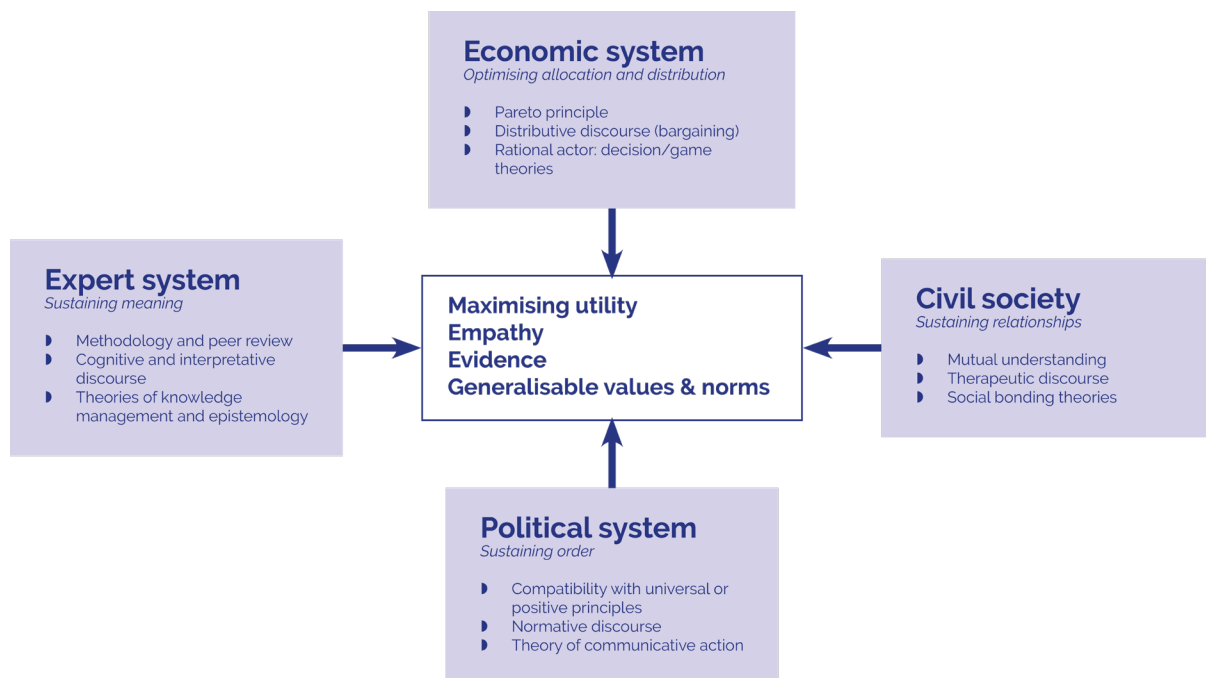 Economic system
Optimising allocation and distribution
Pareto principle
Distributive discourse (bargaining)
Rational actor: decision/game
theories
Expert system
Sustaining meaning
Methodology and peer review
Cognitive and interpretative
discourse
Theories of knowledge
management and epistemology
Maximising utility
Empathy
Evidence
Generalisable values & norms
Civil society
Sustaining relationships
Mutual understanding
Therapeutic discourse
Social bonding theories
Political system
Sustaining order
Compatibility with universal or
positive principles
Normative discourse
Theory of communicative action